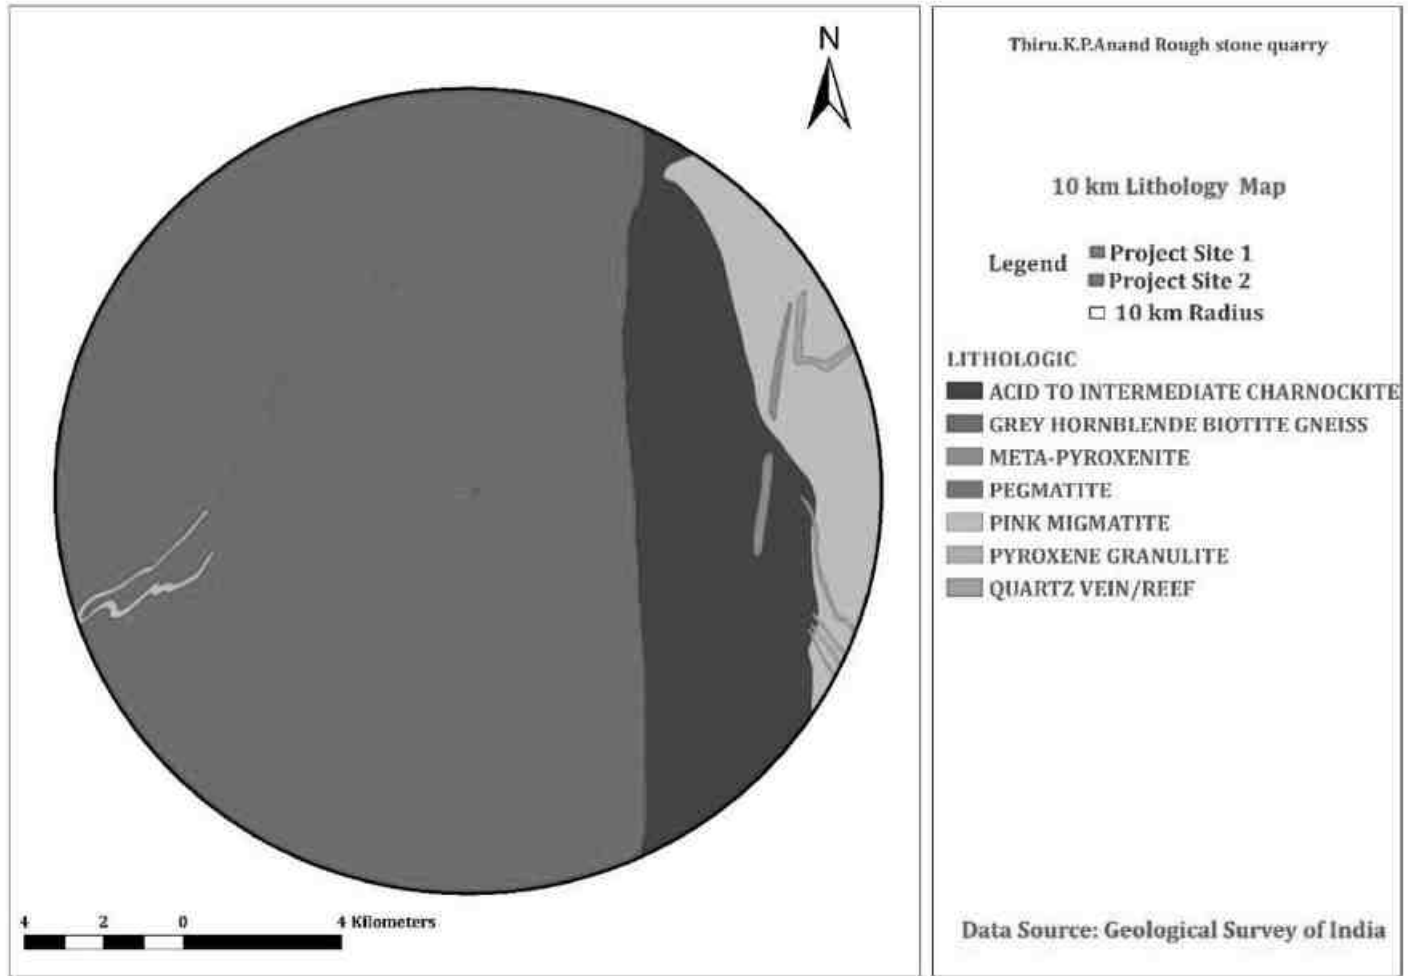 N
4 2 0 4 Kilometers
Thiru.K.P.Anand Rough stone quarry
10 km Lithology Map
Legend
Project Site 1
Project Site 2
10 km Radius
LITHOLOGIC
ACID TO INTERMEDIATE CHARNOCKITE
GREY HORNBLENDE BIOTITE GNEISS
META-PYROXENITE
PEGMATITE
PINK MIGMATITE
PYROXENE GRANULITE
QUARTZ VEIN/REEF
Data Source: Geological Survey of India